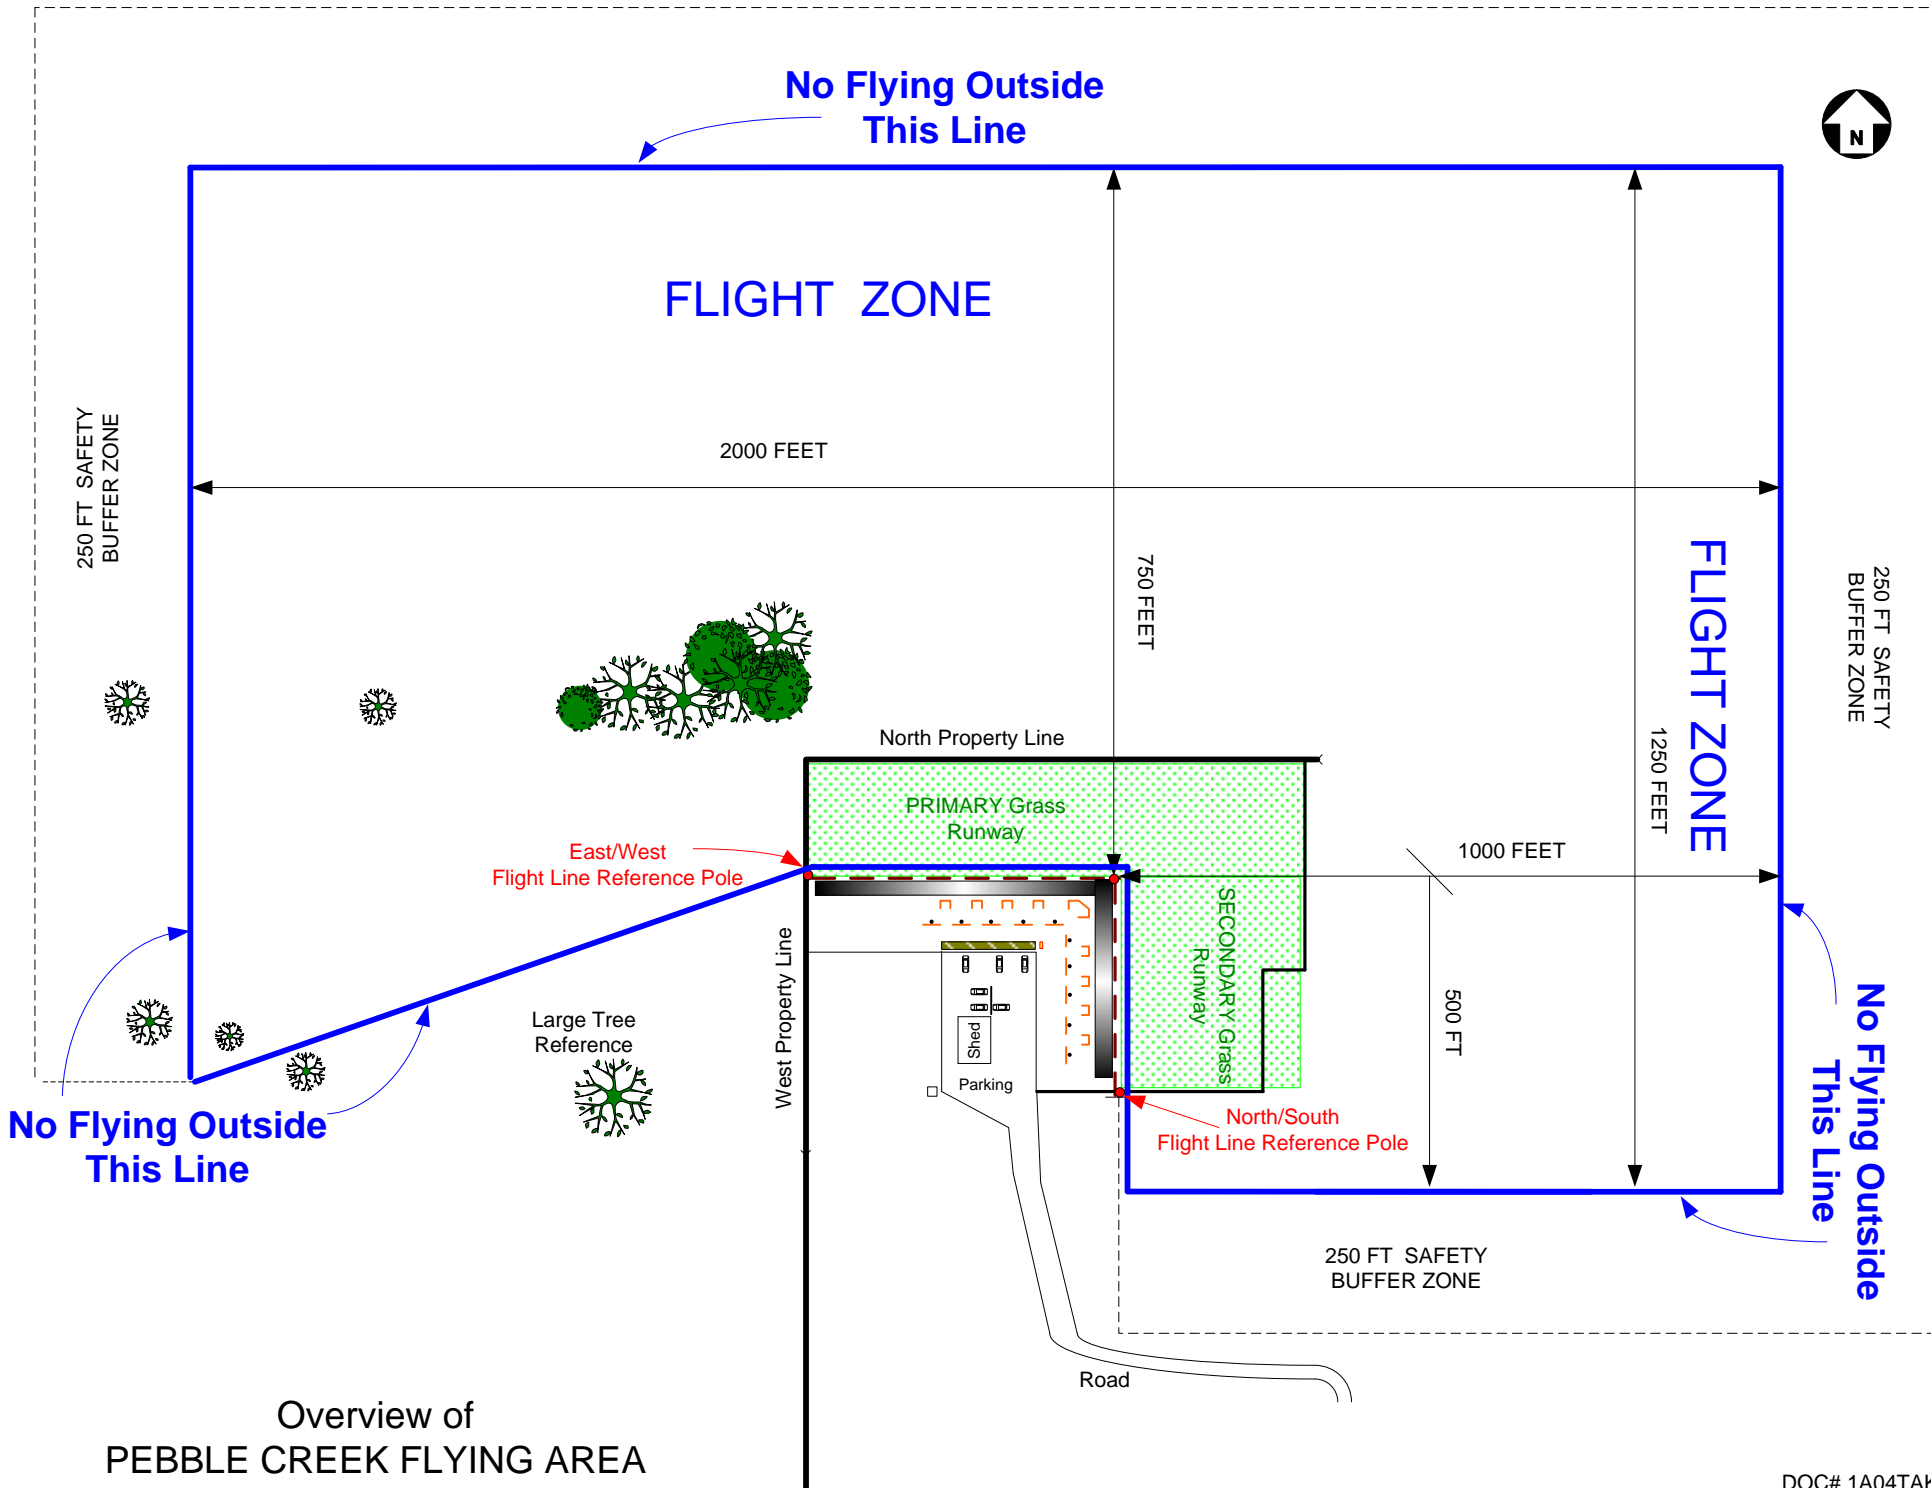 No Flying Outside
This Line
N
FLIGHT ZONE
2000 FEET
250 FT SAFETY
BUFFER ZONE
750 FEET
FLIGHT ZONE
250 FT SAFETY
BUFFER ZONE
1250 FEET
North Property Line
PRIMARY Grass
Runway
East/West
Flight Line Reference Pole
1000 FEET
SECONDARY Grass
Runway
500 FT
West Property Line
Large Tree
Reference
Shed
Parking
No Flying Outside
This Line
North/South
Flight Line Reference Pole
No Flying Outside
This Line
250 FT SAFETY
BUFFER ZONE
Road
Overview of
PEBBLE CREEK FLYING AREA
DOC# 1A04TAK